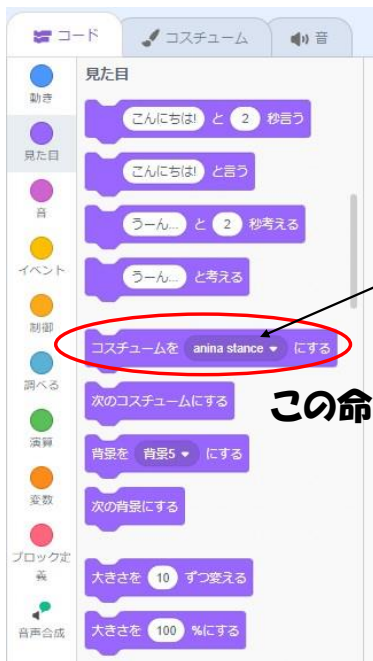 コード
コスチューム
音
動き
見た目
音
イベント
制御
調べる
演算
変数
ブロック定
義
音声合成
見た目
こんにちは! と 2 秒言う
こんにちは! と言う
うーん... と 2 秒考える
うーん... と考える
コスチュームを anina stance にする
次のコスチュームにする
この命
背景を 背景5 にする
次の背景にする
大きさを 10 ずつ変える
大きさを 100 %にする